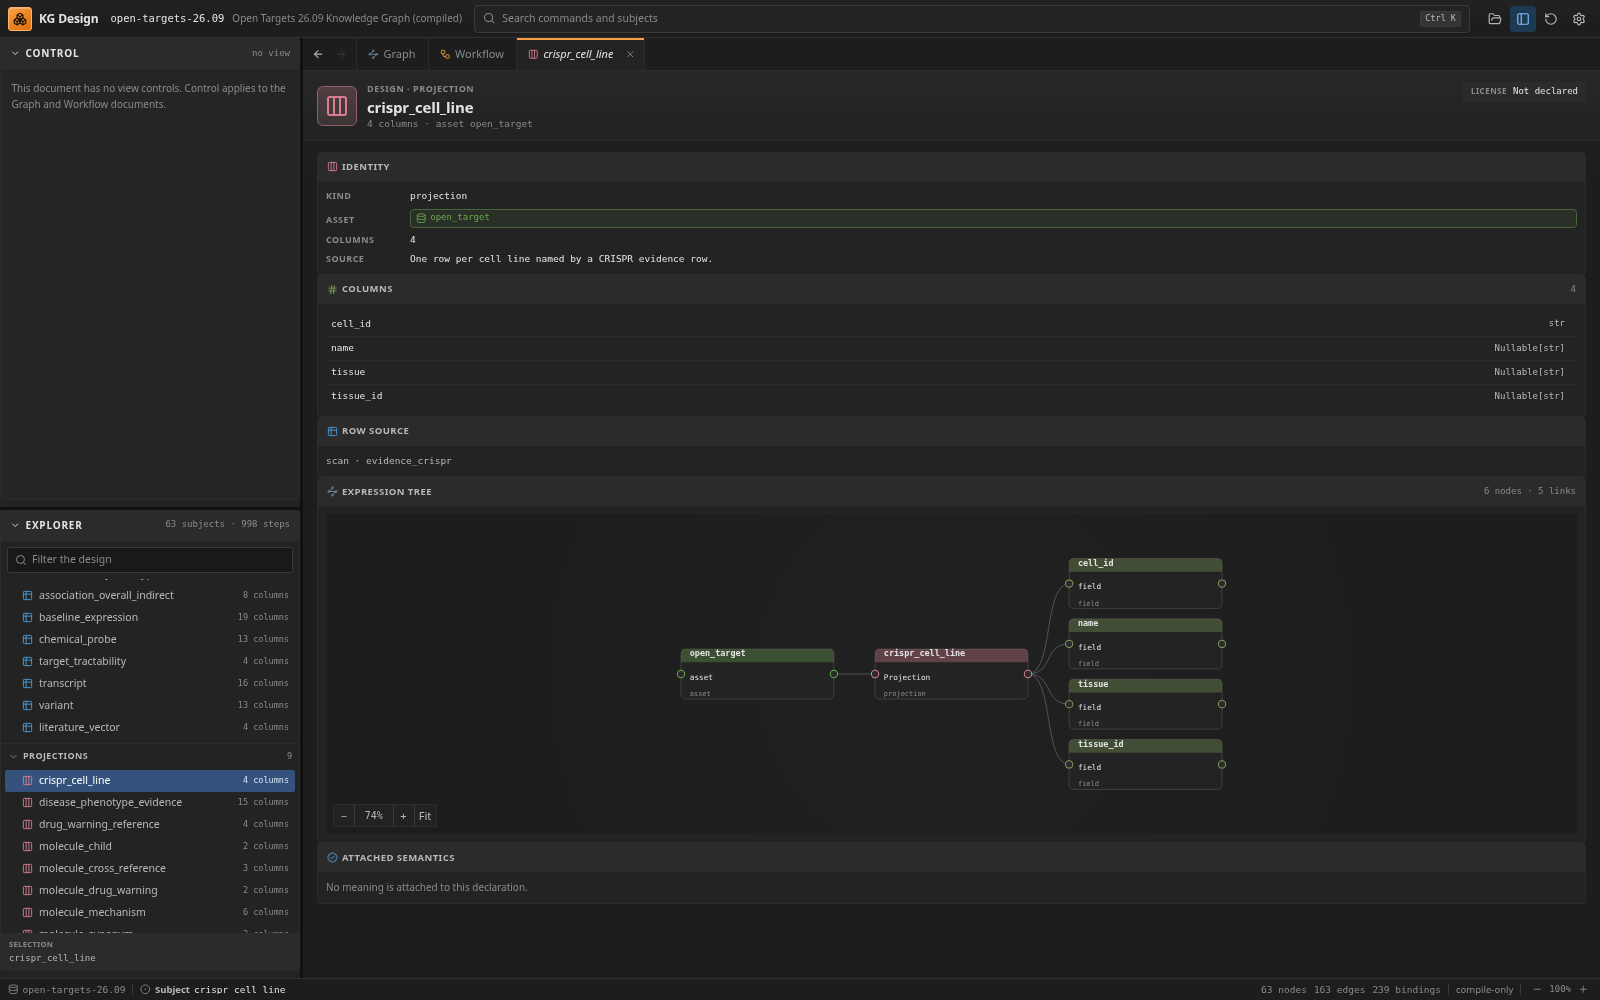 KG Design open-targets-26.09 Open Targets 26.09 Knowledge Graph (compiled) Search commands and subjects Ctrl K
CONTROL no view
This document has no view controls. Control applies to the
Graph and Workflow documents.
EXPLORER 63 subjects · 998 steps
Filter the design
association_overall_indirect 8 columns
baseline_expression 19 columns
chemical_probe 13 columns
target_tractability 4 columns
transcript 16 columns
variant 13 columns
literature_vector 4 columns
PROJECTIONS 9
crispr_cell_line 4 columns
disease_phenotype_evidence 15 columns
drug_warning_reference 4 columns
molecule_child 2 columns
molecule_cross_reference 3 columns
molecule_drug_warning 2 columns
molecule_mechanism 6 columns
SELECTION
crispr_cell_line
Graph Workflow crispr_cell_line
DESIGN · PROJECTION
crispr_cell_line
4 columns · asset open_target
LICENSE Not declared
IDENTITY
KIND projection
ASSET open_target
COLUMNS 4
SOURCE One row per cell line named by a CRISPR evidence row.
COLUMNS 4
cell_id str
name Nullable[str]
tissue Nullable[str]
tissue_id Nullable[str]
ROW SOURCE
scan · evidence_crispr
EXPRESSION TREE 6 nodes · 5 links
open_target
asset
asset
crispr_cell_line
Projection
projection
cell_id
field
field
name
field
field
tissue
field
field
tissue_id
field
field
− 74% + Fit
ATTACHED SEMANTICS
No meaning is attached to this declaration.
open-targets-26.09 Subject crispr cell line 63 nodes 163 edges 239 bindings compile-only − 100% +